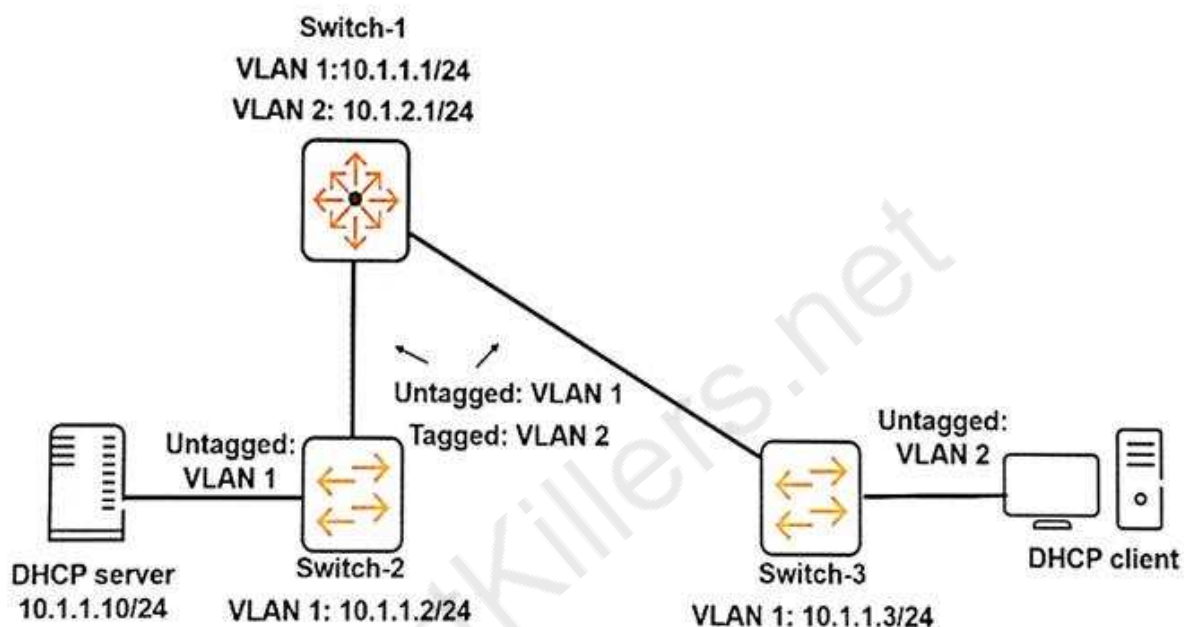 Switch-1
VLAN 1:10.1.1.1/24
VLAN 2: 10.1.2.1/24
Untagged: VLAN 1
Tagged: VLAN 2
Untagged:
VLAN 1
Untagged:
VLAN 2
DHCP server
10.1.1.10/24
Switch-2
VLAN 1: 10.1.1.2/24
Switch-3
VLAN 1: 10.1.1.3/24
DHCP client
tKillers.net